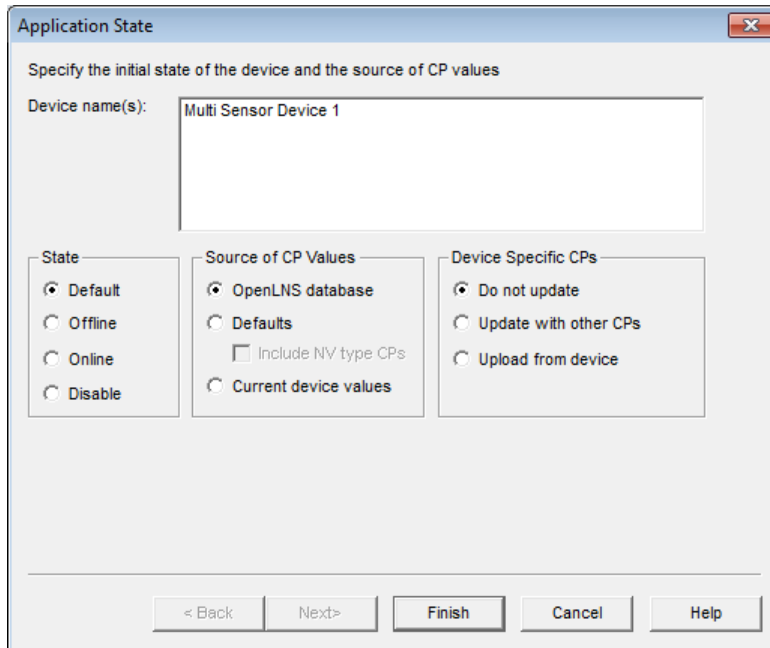 Application State
Specify the initial state of the device and the source of CP values
Device name(s):
Multi Sensor Device 1
State
Default
Offline
Online
Disable
Source of CP Values
OpenLNS database
Defaults
Include NV type CPs
Current device values
Device Specific CPs
Do not update
Update with other CPs
Upload from device
< Back
Next>
Finish
Cancel
Help